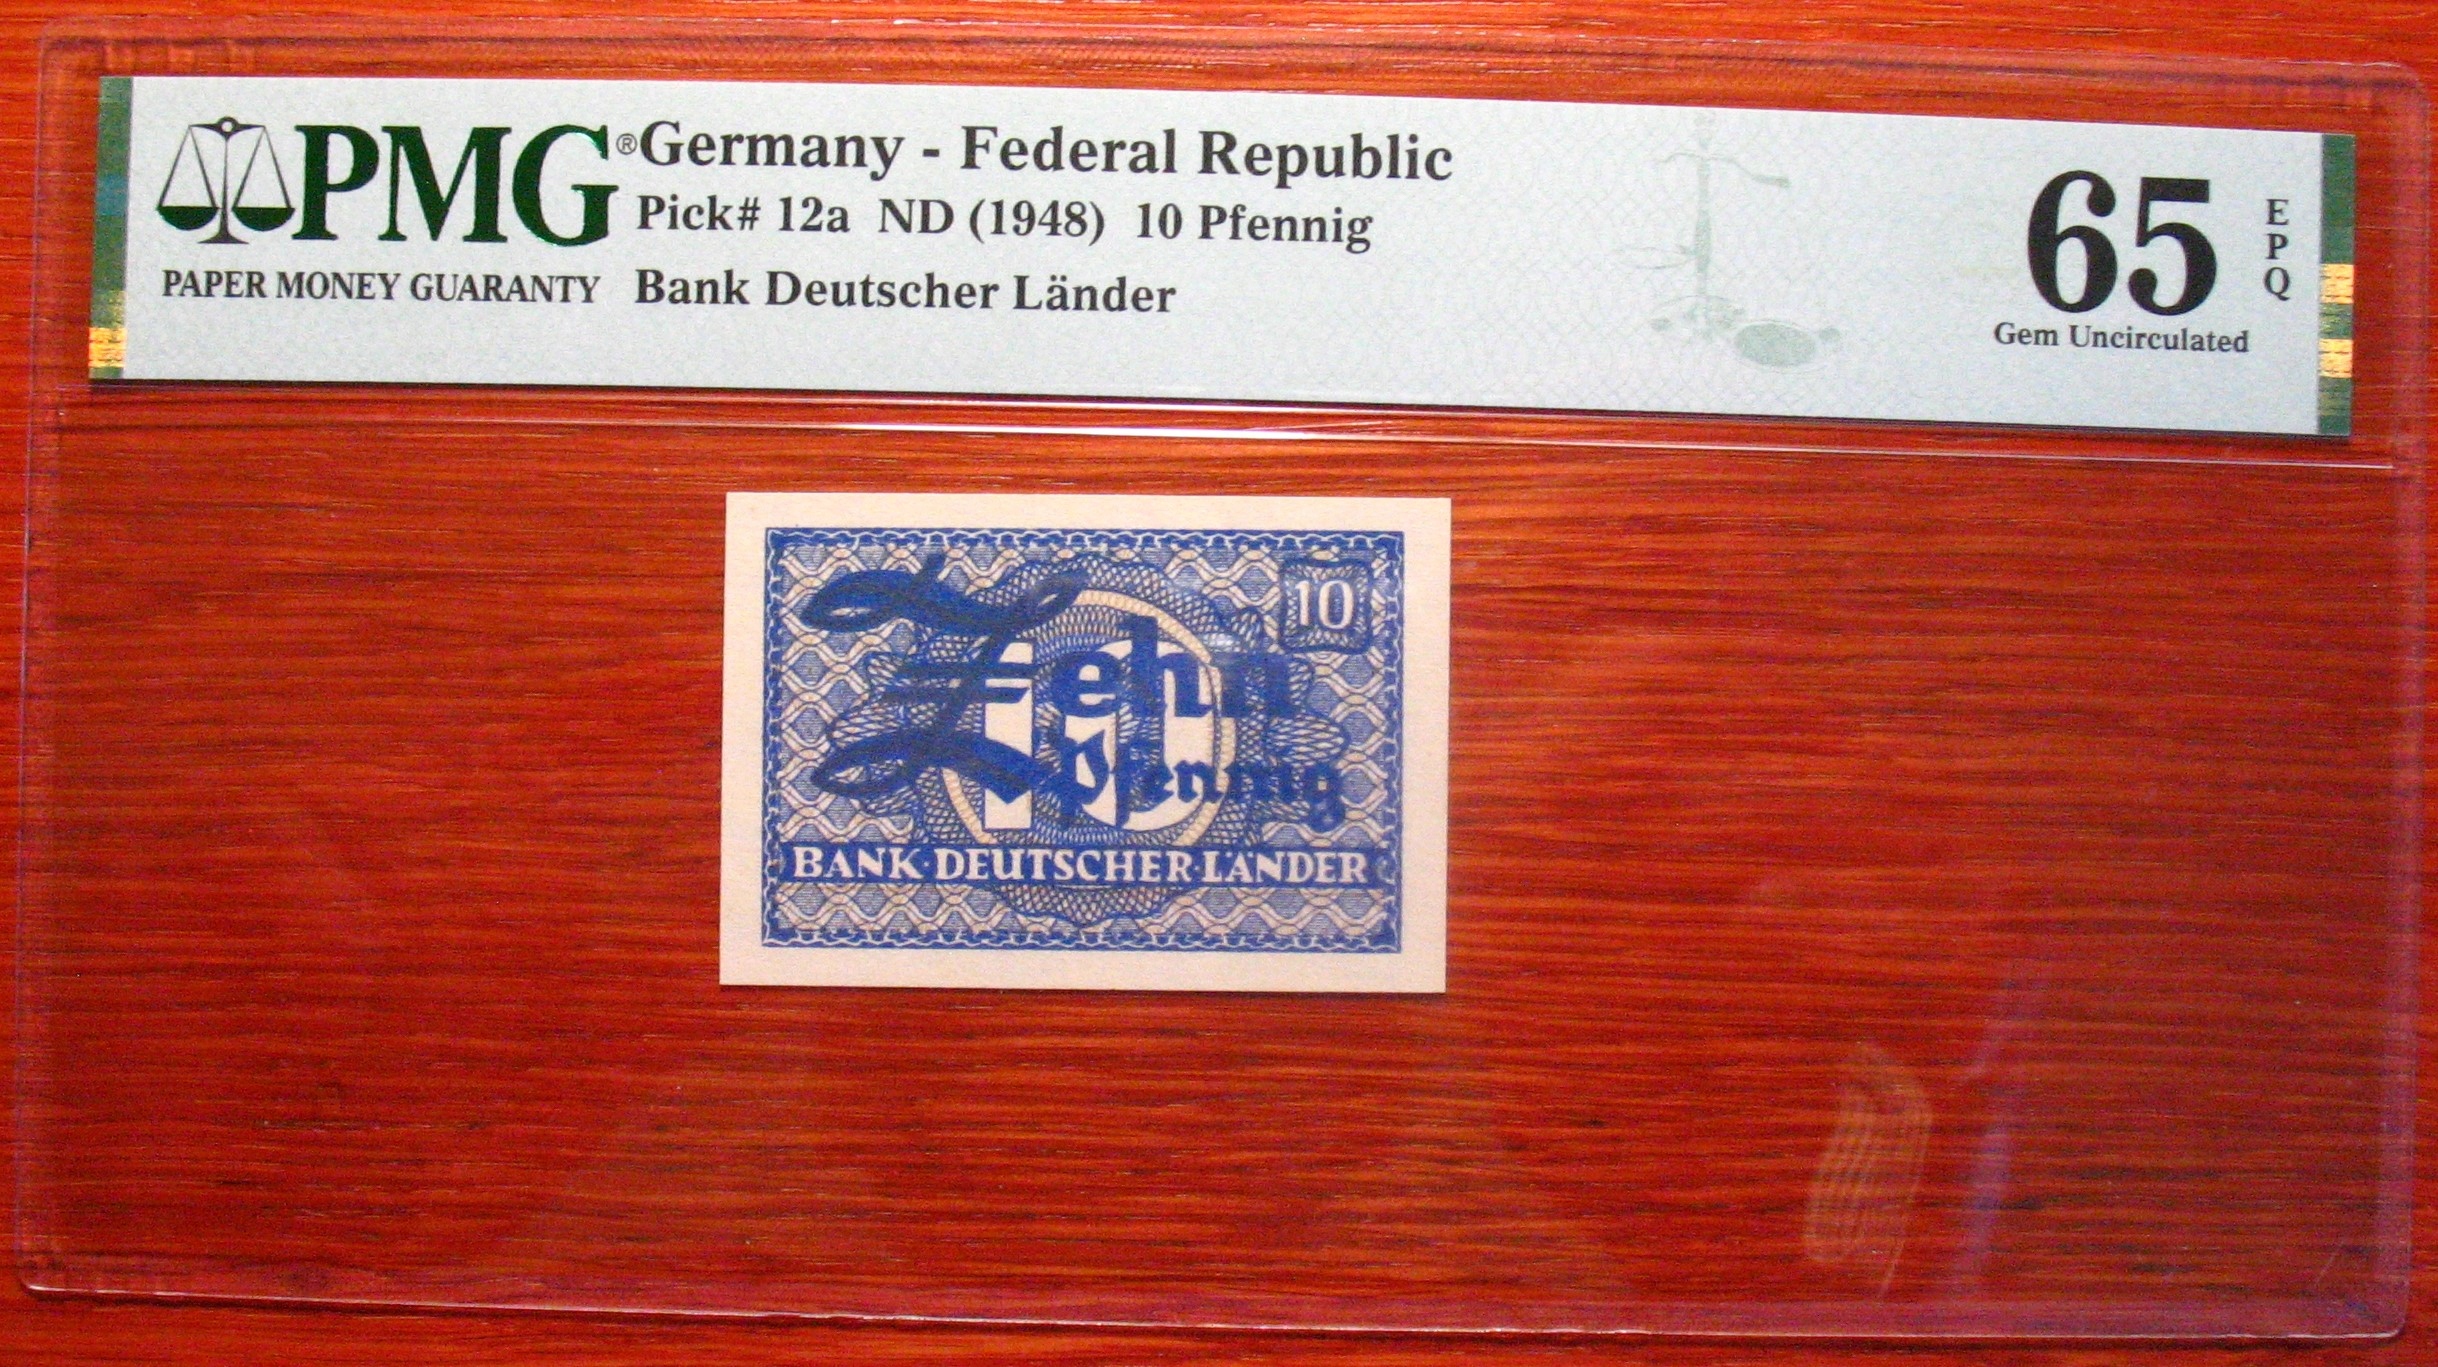 PMG®
PAPER MONEY GUARANTY
Germany - Federal Republic
Pick# 12a ND (1948) 10 Pfennig
Bank Deutscher Länder
65
EPQ
Gem Uncirculated
10
Zehn
10
Pfennig
BANK·DEUTSCHER·LÄNDER